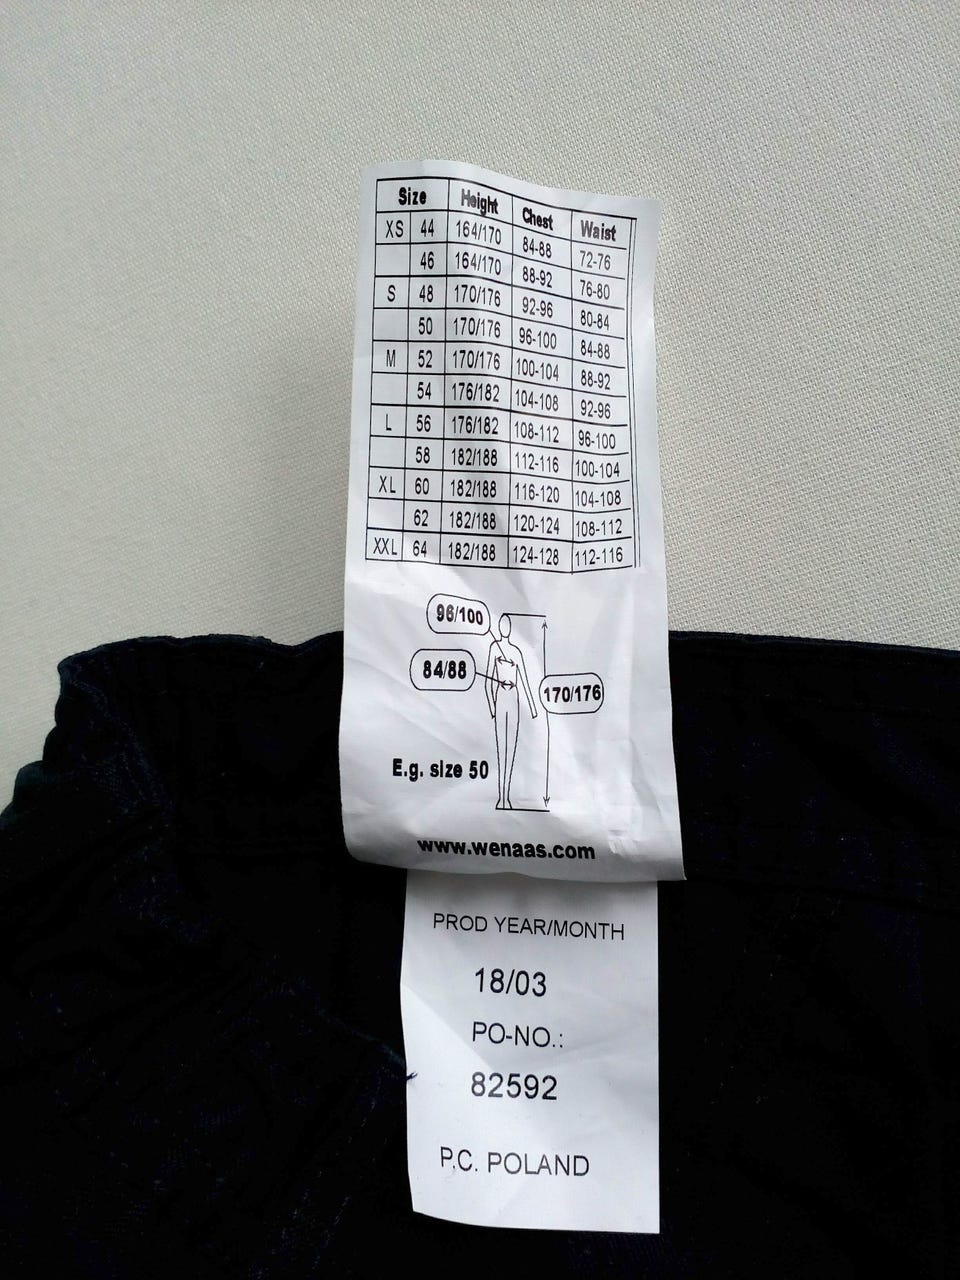 Size Height Chest Waist
XS 44 164/170 84-88 72-76
46 164/170 88-92 76-80
S 48 170/176 92-96 80-84
50 170/176 96-100 84-88
M 52 170/176 100-104 88-92
54 176/182 104-108 92-96
L 56 176/182 108-112 96-100
58 182/188 112-116 100-104
XL 60 182/188 116-120 104-108
62 182/188 120-124 108-112
XXL 64 182/188 124-128 112-116
96/100
84/88
170/176
E.g. size 50
www.wenaas.com
PROD YEAR/MONTH
18/03
PO-NO.:
82592
P.C. POLAND